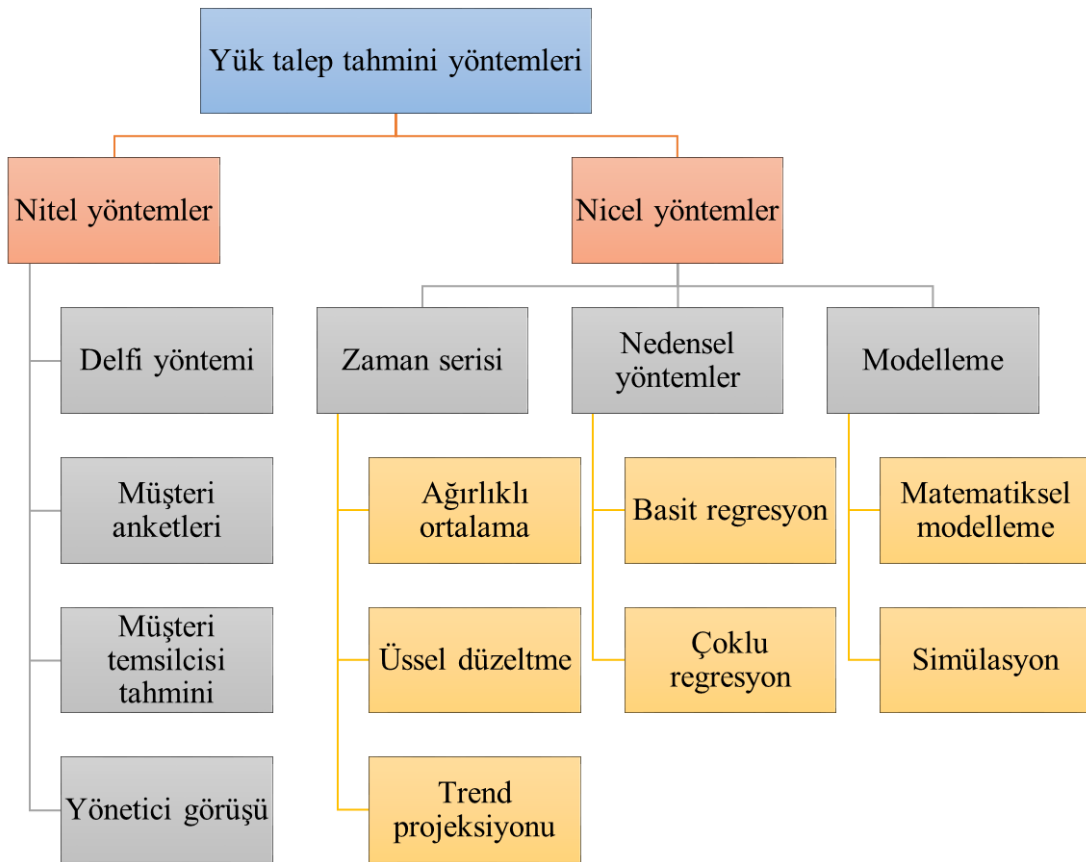 Yük talep tahmini yöntemleri
Nitel yöntemler
Nicel yöntemler
Delfi yöntemi
Zaman serisi
Nedensel
yöntemler
Modelleme
Müşteri
anketleri
Ağırlıklı
ortalama
Basit regresyon
Matematiksel
modelleme
Müşteri
temsilcisi
tahmini
Üssel düzeltme
Çoklu
regresyon
Simülasyon
Yönetici görüşü
Trend
projeksiyonu